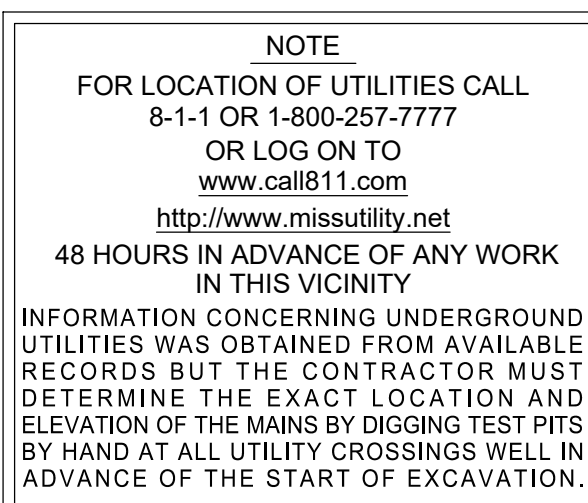 NOTE
FOR LOCATION OF UTILITIES CALL
8-1-1 OR 1-800-257-7777
OR LOG ON TO
www.call811.com
http://www.missutility.net
48 HOURS IN ADVANCE OF ANY WORK
IN THIS VICINITY
INFORMATION CONCERNING UNDERGROUND
UTILITIES WAS OBTAINED FROM AVAILABLE
RECORDS BUT THE CONTRACTOR MUST
DETERMINE THE EXACT LOCATION AND
ELEVATION OF THE MAINS BY DIGGING TEST PITS
BY HAND AT ALL UTILITY CROSSINGS WELL IN
ADVANCE OF THE START OF EXCAVATION.